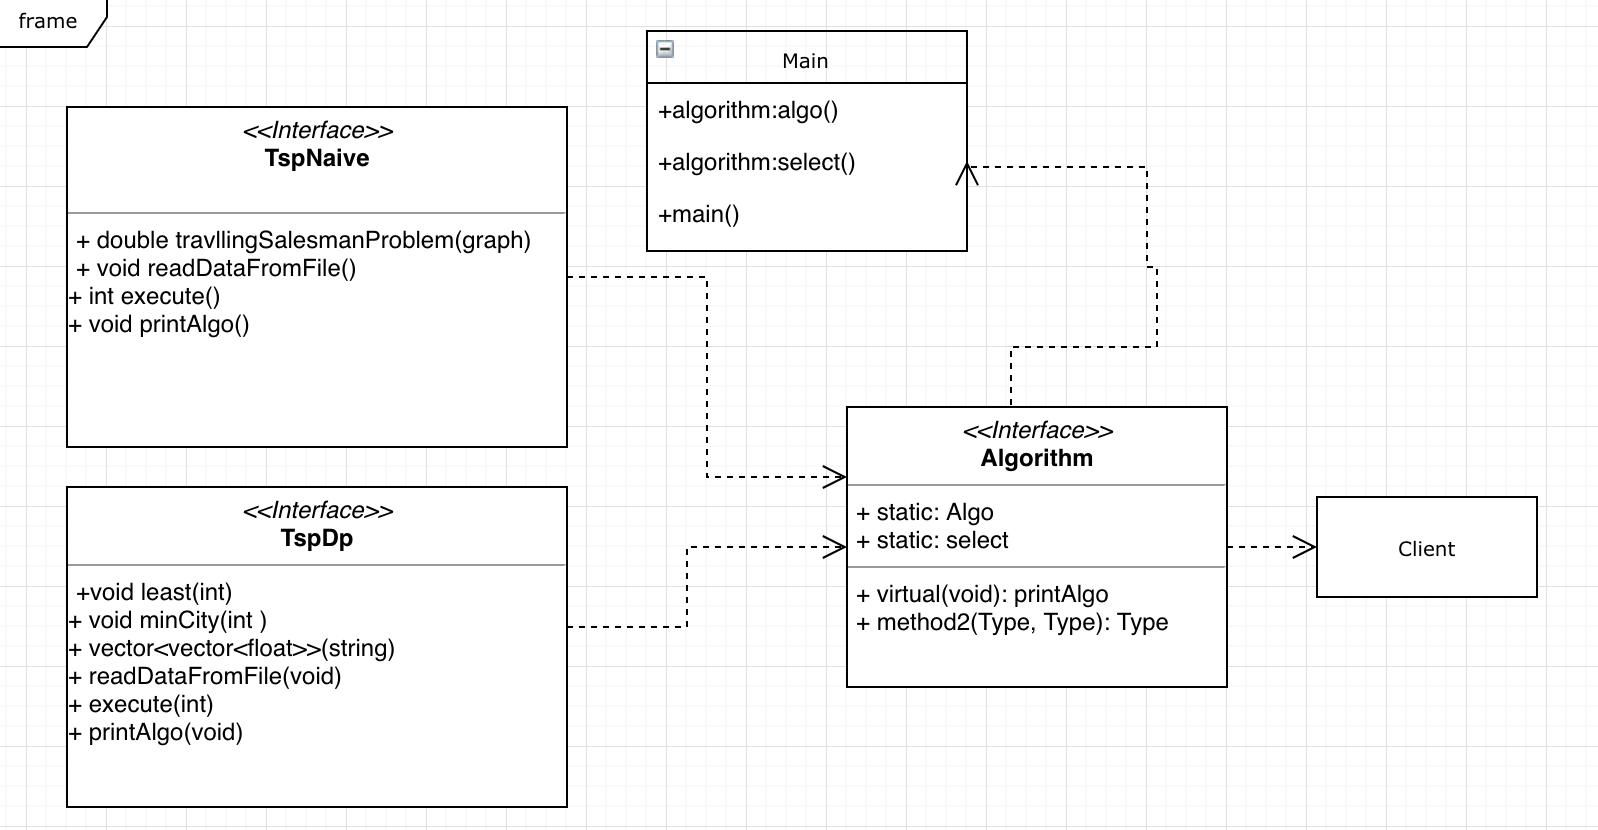 frame
Main
+algorithm:algo()
+algorithm:select()
+main()
<<Interface>>
TspNaive
+ double travllingSalesmanProblem(graph)
+ void readDataFromFile()
+ int execute()
+ void printAlgo()
<<Interface>>
TspDp
+void least(int)
+ void minCity(int )
+ vector<vector<float>>(string)
+ readDataFromFile(void)
+ execute(int)
+ printAlgo(void)
<<Interface>>
Algorithm
+ static: Algo
+ static: select
+ virtual(void): printAlgo
+ method2(Type, Type): Type
Client